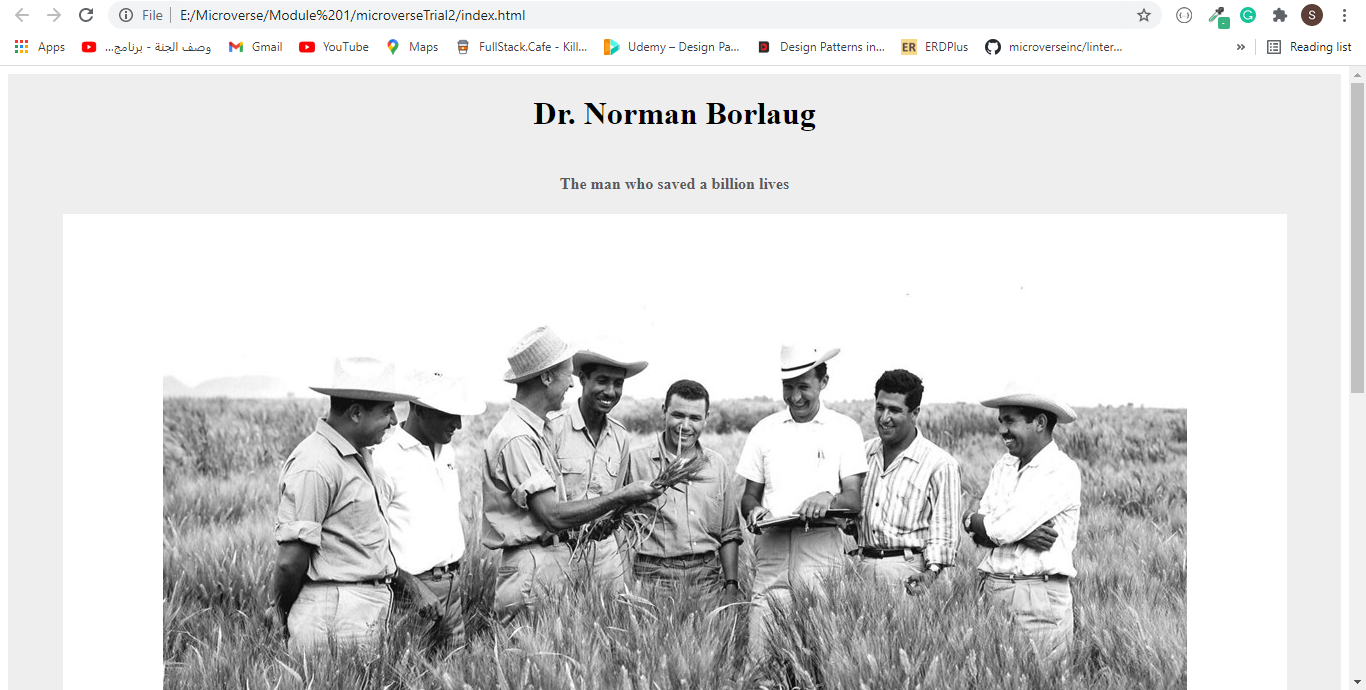 File | E:/Microverse/Module%201/microverseTrial2/index.html
S
Apps
وصف الجنة - برنامج...
Gmail
YouTube
Maps
FullStack.Cafe - Kill...
Udemy – Design Pa...
Design Patterns in...
ER ERDPlus
microverseinc/linter...
»
Reading list
Dr. Norman Borlaug
The man who saved a billion lives